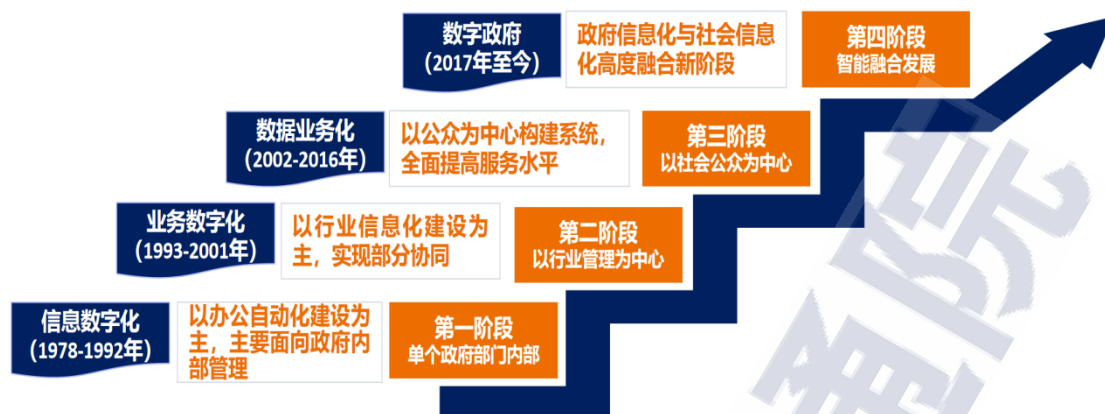 数字政府
(2017年至今)
政府信息化与社会信息
化高度融合新阶段
第四阶段
智能融合发展
数据业务化
(2002-2016年)
以公众为中心构建系统，
全面提高服务水平
第三阶段
以社会公众为中心
业务数字化
(1993-2001年)
以行业信息化建设为
主，实现部分协同
第二阶段
以行业管理为中心
信息数字化
(1978-1992年)
以办公自动化建设为
主，主要面向政府内
部管理
第一阶段
单个政府部门内部